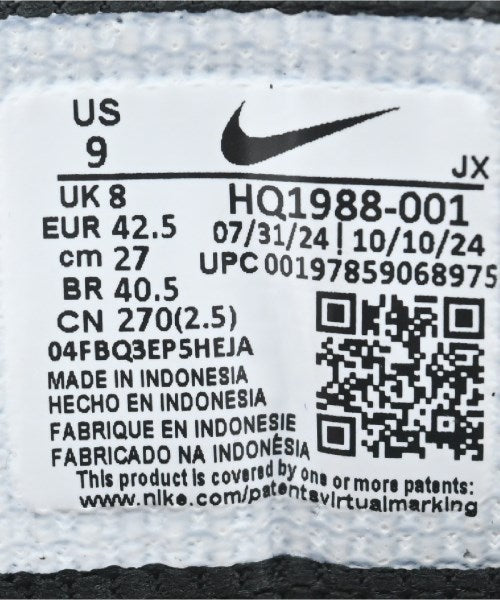 US
9
JX
UK 8
HQ1988-001
EUR 42.5
07/31/24 | 10/10/24
cm 27
UPC 00197859068975
BR 40.5
CN 270(2.5)
04FBQ3EP5HEJA
MADE IN INDONESIA
HECHO EN INDONESIA
FABRIQUE EN INDONESIE
FABRICADO NA INDONÉSIA
This product is covered by one or more patents:
www.nike.com/patentsvirtualmarking